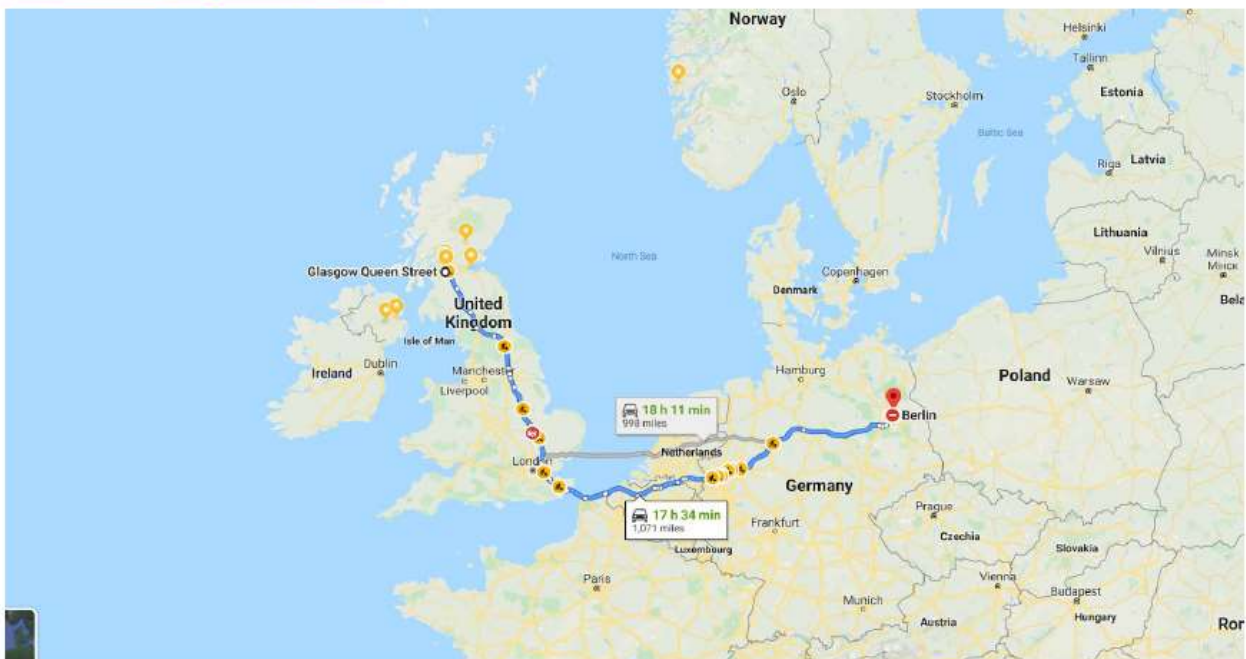 Norway
Helsinki
Tallinn
Oslo
Stockholm
Estonia
Baltic Sea
Riga
Latvia
Lithuania
Vilnius
Minsk
Мінск
North Sea
Copenhagen
Denmark
Glasgow Queen Street
United
Kingdom
Isle of Man
Ireland
Dublin
Manchester
Liverpool
Hamburg
Poland
Warsaw
18 h 11 min
998 miles
Berlin
Netherlands
London
Germany
17 h 34 min
1,071 miles
Frankfurt
Prague
Czechia
Luxembourg
Slovakia
Paris
Vienna
Munich
Budapest
Austria
Hungary